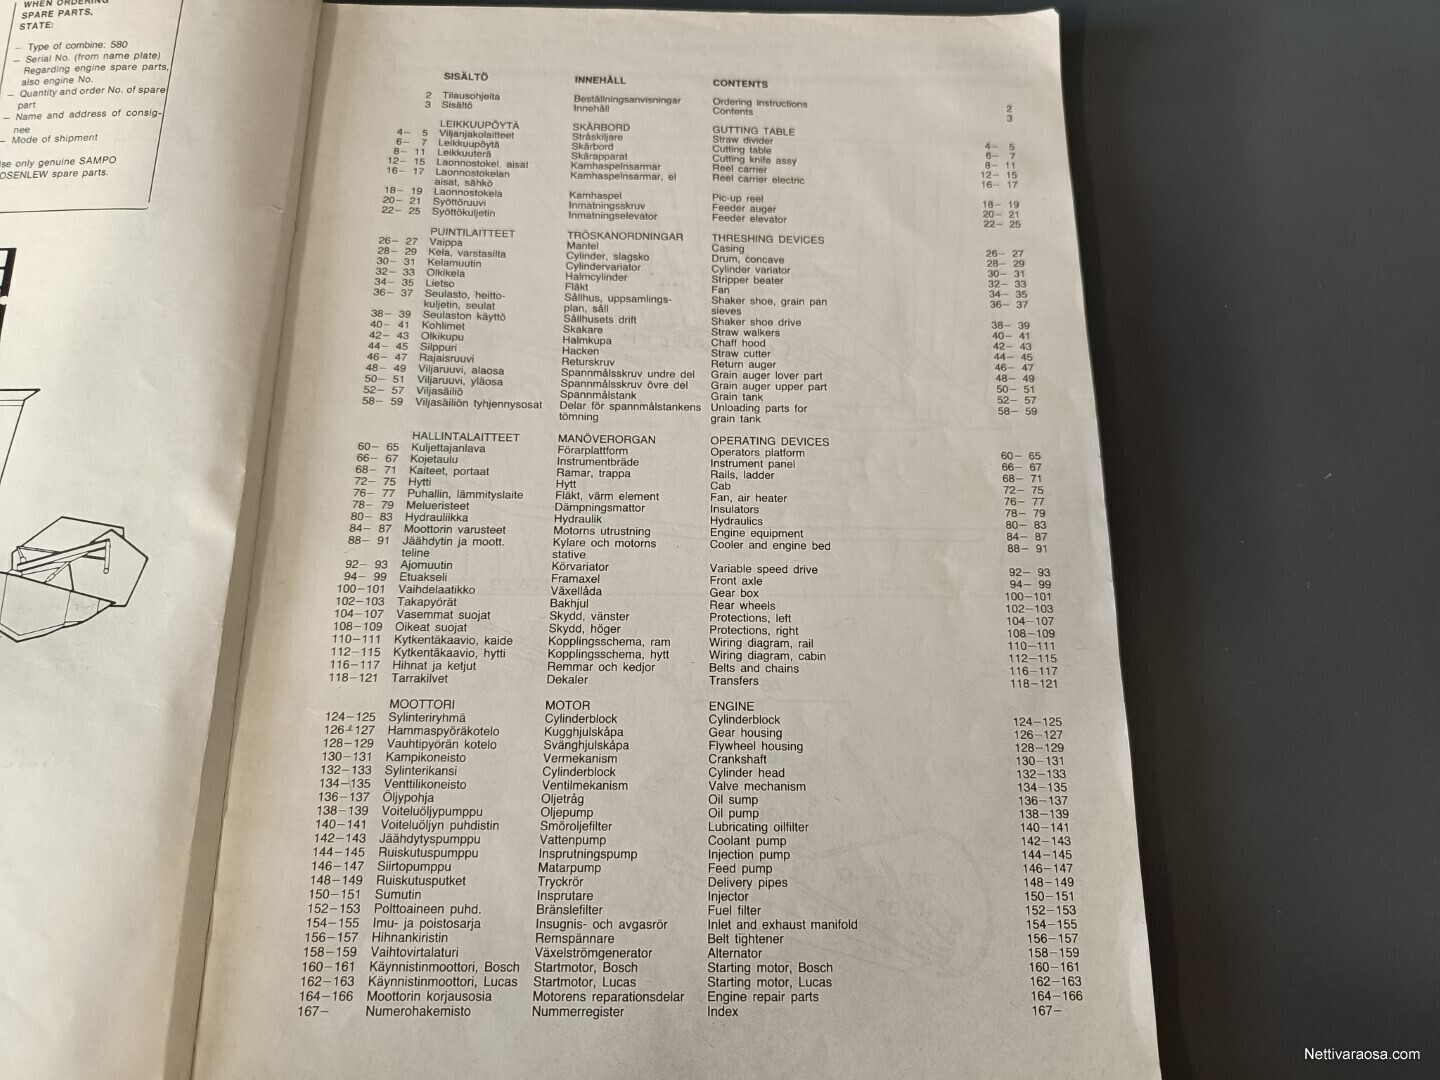 WHEN ORDERING
SPARE PARTS,
STATE:
— Type of combine: 580
— Serial No. (from name plate)
Regarding engine spare parts,
also engine No.
— Quantity and order No. of spare
part
— Name and address of consig-
nee
— Mode of shipment
only genuine SAMPO
ROSENLEW spare parts.
SISÄLTÖ INNEHÅLL CONTENTS
2 Tilausohjeita Beställningsanvisningar Ordering instructions 2
3 Sisältö Innehåll Contents 3
LEIKKUUPÖYTÄ SKÄRBORD GUTTING TABLE
4— 5 Viljanjakolaitteet Stråskiljare Straw divider 4— 5
6— 7 Leikkuupöytä Skärbord Cutting table 6— 7
8— 11 Leikkuuterä Skärapparat Cutting knife assy 8— 11
12— 15 Laonnostokel. aisat Kamhaspelnsarmar Reel carrier 12— 15
16— 17 Laonnostokelan Kamhaspelnsarmar, el Reel carrier electric 16— 17
aisat, sähkö
18— 19 Laonnostokela Kamhaspel Pic-up reel 18— 19
20— 21 Syöttöruuvi Inmatningsskruv Feeder auger 20— 21
22— 25 Syöttökuljetin Inmatningselevator Feeder elevator 22— 25
PUINTILAITTEET TRÖSKANORDNINGAR THRESHING DEVICES
26— 27 Vaippa Mantel Casing 26— 27
28— 29 Kela, varstasilta Cylinder, slagsko Drum, concave 28— 29
30— 31 Kelamuutin Cylindervariator Cylinder variator 30— 31
32— 33 Olkikela Halmcylinder Stripper beater 32— 33
34— 35 Lietso Fläkt Fan 34— 35
36— 37 Seulasto, heitto- Sållhus, uppsamlings- Shaker shoe, grain pan 36— 37
kuljetin, seulat plan, såll sieves
38— 39 Seulaston käyttö Sållhusets drift Shaker shoe drive 38— 39
40— 41 Kohlimet Skakare Straw walkers 40— 41
42— 43 Olkikupu Halmkupa Chaff hood 42— 43
44— 45 Silppuri Hacken Straw cutter 44— 45
46— 47 Rajaisruuvi Returskruv Return auger 46— 47
48— 49 Viljaruuvi, alaosa Spannmålsskruv undre del Grain auger lover part 48— 49
50— 51 Viljaruuvi, yläosa Spannmålsskruv övre del Grain auger upper part 50— 51
52— 57 Viljasäiliö Spannmålstank Grain tank 52— 57
58— 59 Viljasäiliön tyhjennysosat Delar för spannmålstankens Unloading parts for 58— 59
tömning grain tank
HALLINTALAITTEET MANÖVERORGAN OPERATING DEVICES
60— 65 Kuljettajanlava Förarplattform Operators platform 60— 65
66— 67 Kojetaulu Instrumentbräde Instrument panel 66— 67
68— 71 Kaiteet, portaat Ramar, trappa Rails, ladder 68— 71
72— 75 Hytti Hytt Cab 72— 75
76— 77 Puhallin, lämmityslaite Fläkt, värm element Fan, air heater 76— 77
78— 79 Melueristeet Dämpningsmattor Insulators 78— 79
80— 83 Hydrauliikka Hydraulik Hydraulics 80— 83
84— 87 Moottorin varusteet Motorns utrustning Engine equipment 84— 87
88— 91 Jäähdytin ja moott. Kylare och motorns Cooler and engine bed 88— 91
teline stative
92— 93 Ajomuutin Körvariator Variable speed drive 92— 93
94— 99 Etuakseli Framaxel Front axle 94— 99
100—101 Vaihdelaatikko Växellåda Gear box 100—101
102—103 Takapyörät Bakhjul Rear wheels 102—103
104—107 Vasemmat suojat Skydd, vänster Protections, left 104—107
108—109 Oikeat suojat Skydd, höger Protections, right 108—109
110—111 Kytkentäkaavio, kaide Kopplingsschema, ram Wiring diagram, rail 110—111
112—115 Kytkentäkaavio, hytti Kopplingsschema, hytt Wiring diagram, cabin 112—115
116—117 Hihnat ja ketjut Remmar och kedjor Belts and chains 116—117
118—121 Tarrakilvet Dekaler Transfers 118—121
MOOTTORI MOTOR ENGINE
124—125 Sylinteriryhmä Cylinderblock Cylinderblock 124—125
126—127 Hammaspyöräkotelo Kugghjulskåpa Gear housing 126—127
128—129 Vauhtipyörän kotelo Svänghjulskåpa Flywheel housing 128—129
130—131 Kampikoneisto Vermekanism Crankshaft 130—131
132—133 Sylinterikansi Cylinderblock Cylinder head 132—133
134—135 Venttilikoneisto Ventilmekanism Valve mechanism 134—135
136—137 Öljypohja Oljetråg Oil sump 136—137
138—139 Voiteluöljypumppu Oljepump Oil pump 138—139
140—141 Voiteluöljyn puhdistin Smöroljefilter Lubricating oilfilter 140—141
142—143 Jäähdytyspumppu Vattenpump Coolant pump 142—143
144—145 Ruiskutuspumppu Insprutningspump Injection pump 144—145
146—147 Siirtopumppu Matarpump Feed pump 146—147
148—149 Ruiskutusputket Tryckrör Delivery pipes 148—149
150—151 Sumutin Insprutare Injector 150—151
152—153 Polttoaineen puhd. Bränslefilter Fuel filter 152—153
154—155 Imu- ja poistosarja Insugnis- och avgasrör Inlet and exhaust manifold 154—155
156—157 Hihnankiristin Remspännare Belt tightener 156—157
158—159 Vaihtovirtalaturi Växelströmgenerator Alternator 158—159
160—161 Käynnistinmoottori, Bosch Startmotor, Bosch Starting motor, Bosch 160—161
162—163 Käynnistinmoottori, Lucas Startmotor, Lucas Starting motor, Lucas 162—163
164—166 Moottorin korjausosia Motorens reparationsdelar Engine repair parts 164—166
167— Numerohakemisto Nummerregister Index 167—
Nettivaraosa.com